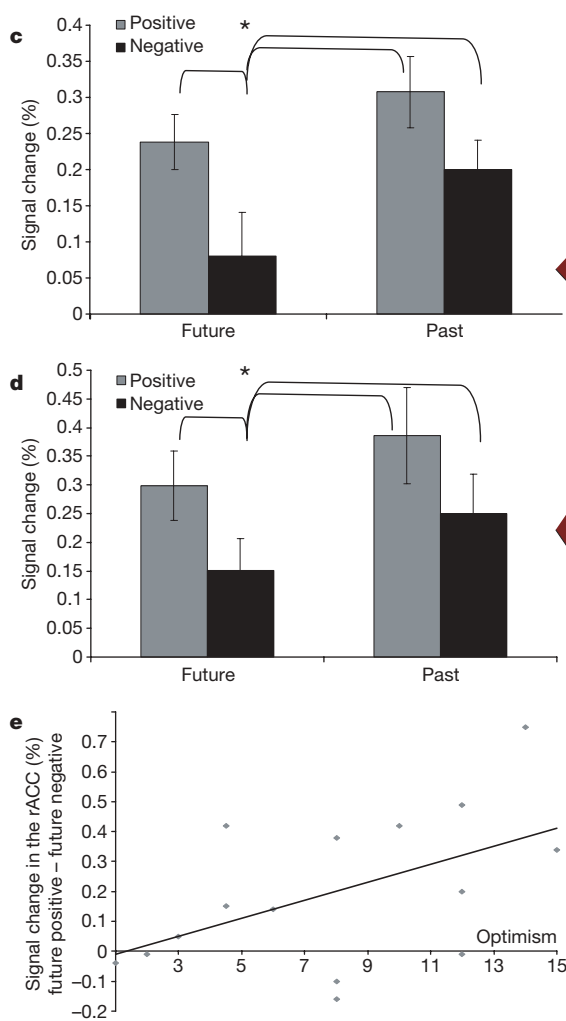 c
Signal change (%)
0.4
0.35
0.3
0.25
0.2
0.15
0.1
0.05
0
Positive
Negative
*
Future
Past
d
Signal change (%)
0.5
0.45
0.4
0.35
0.3
0.25
0.2
0.15
0.1
0.05
0
Positive
Negative
*
Future
Past
e
Signal change in the rACC (%)
future positive – future negative
0.7
0.6
0.5
0.4
0.3
0.2
0.1
0
–0.1
–0.2
Optimism
3
5
7
9
11
13
15